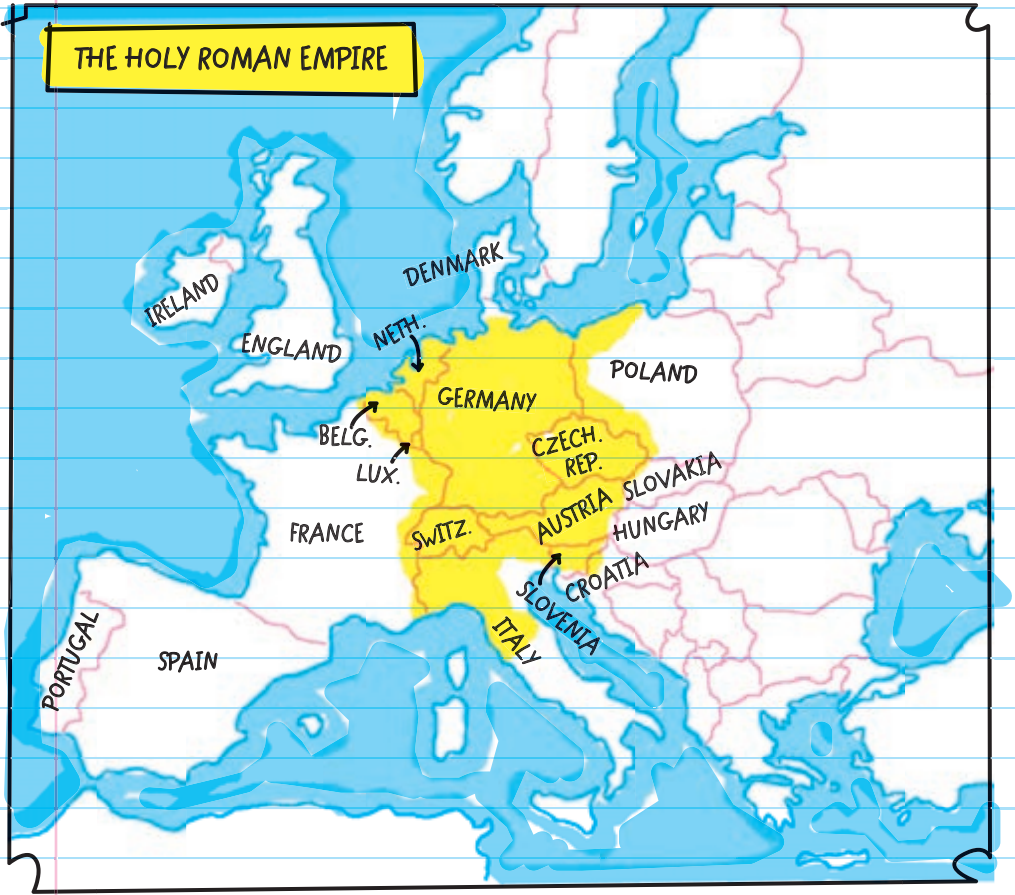 THE HOLY ROMAN EMPIRE
DENMARK
IRELAND
NETH.
ENGLAND
POLAND
GERMANY
BELG.
CZECH.
REP.
LUX.
SLOVAKIA
AUSTRIA
HUNGARY
FRANCE
SWITZ.
CROATIA
SLOVENIA
ITALY
PORTUGAL
SPAIN